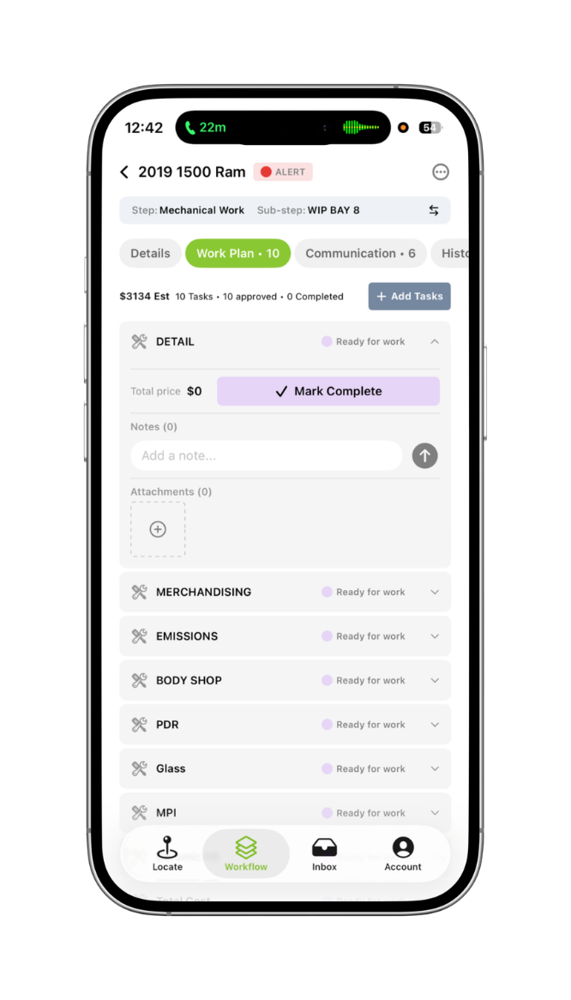 12:42 22m 54
2019 1500 Ram ALERT
Step: Mechanical Work Sub-step: WIP BAY 8
Details Work Plan • 10 Communication • 6 Histo
$3134 Est 10 Tasks • 10 approved • 0 Completed + Add Tasks
DETAIL Ready for work
Total price $0 Mark Complete
Notes (0)
Add a note...
Attachments (0)
MERCHANDISING Ready for work
EMISSIONS Ready for work
BODY SHOP Ready for work
PDR Ready for work
Glass Ready for work
MPI Ready for work
Locate Workflow Inbox Account
Total Cost